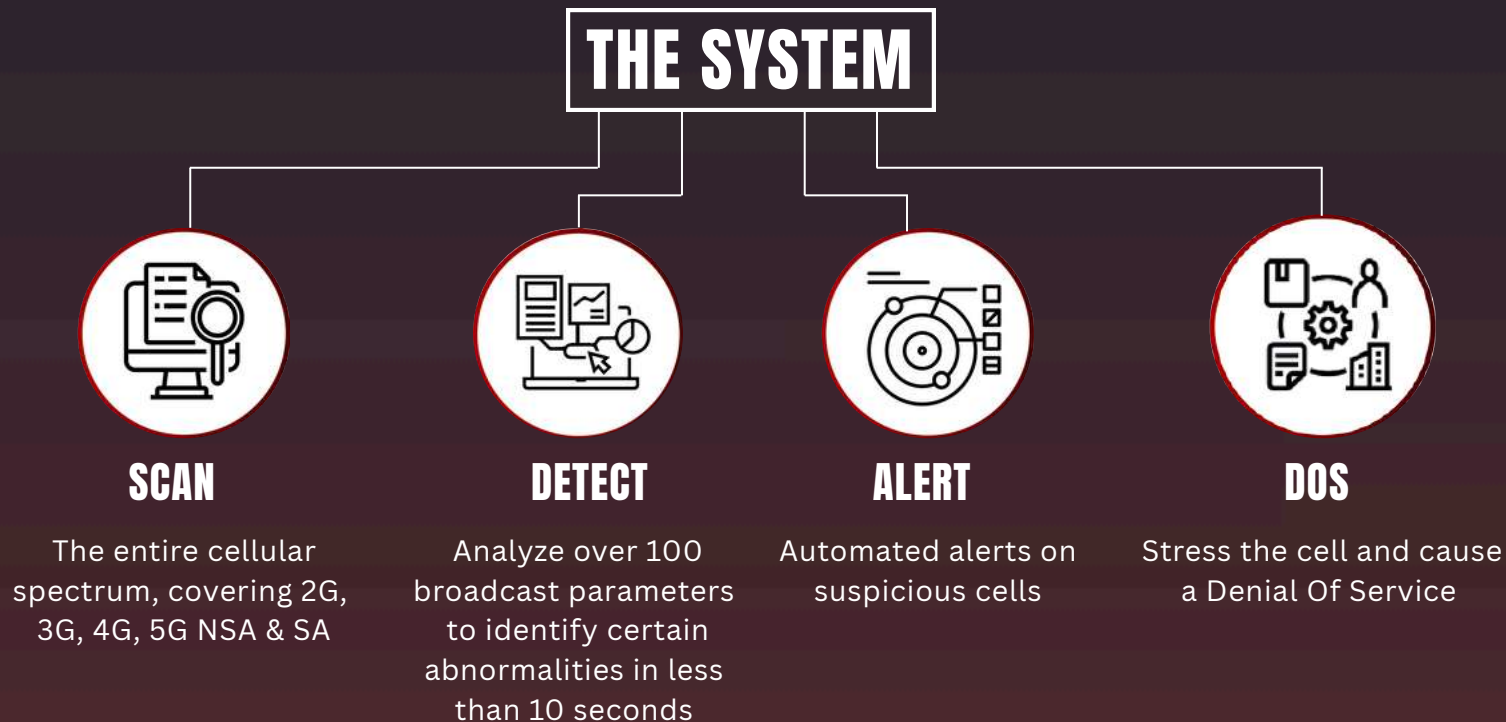 THE SYSTEM
SCAN
The entire cellular
spectrum, covering 2G,
3G, 4G, 5G NSA & SA
DETECT
Analyze over 100
broadcast parameters
to identify certain
abnormalities in less
than 10 seconds
ALERT
Automated alerts on
suspicious cells
DOS
Stress the cell and cause
a Denial Of Service